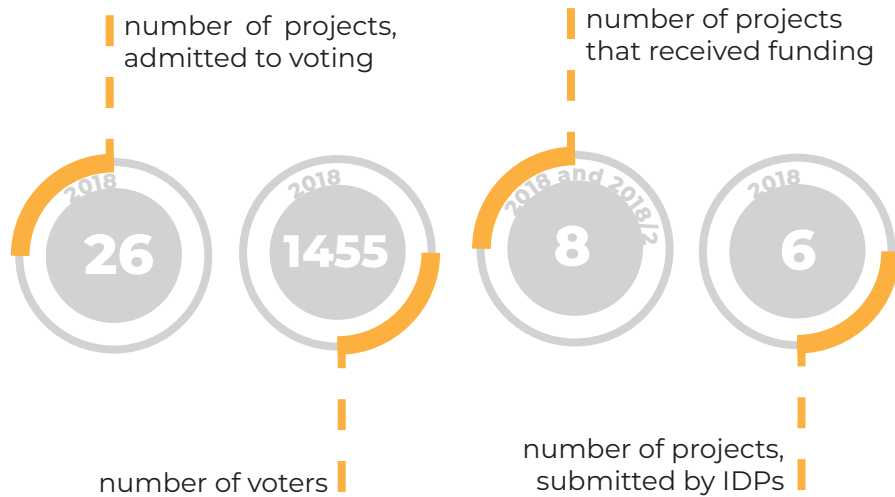 number of projects,
admitted to voting
number of projects
that received funding
2018
26
2018
1455
2018 and 2018/2
8
2018
6
number of voters
number of projects,
submitted by IDPs